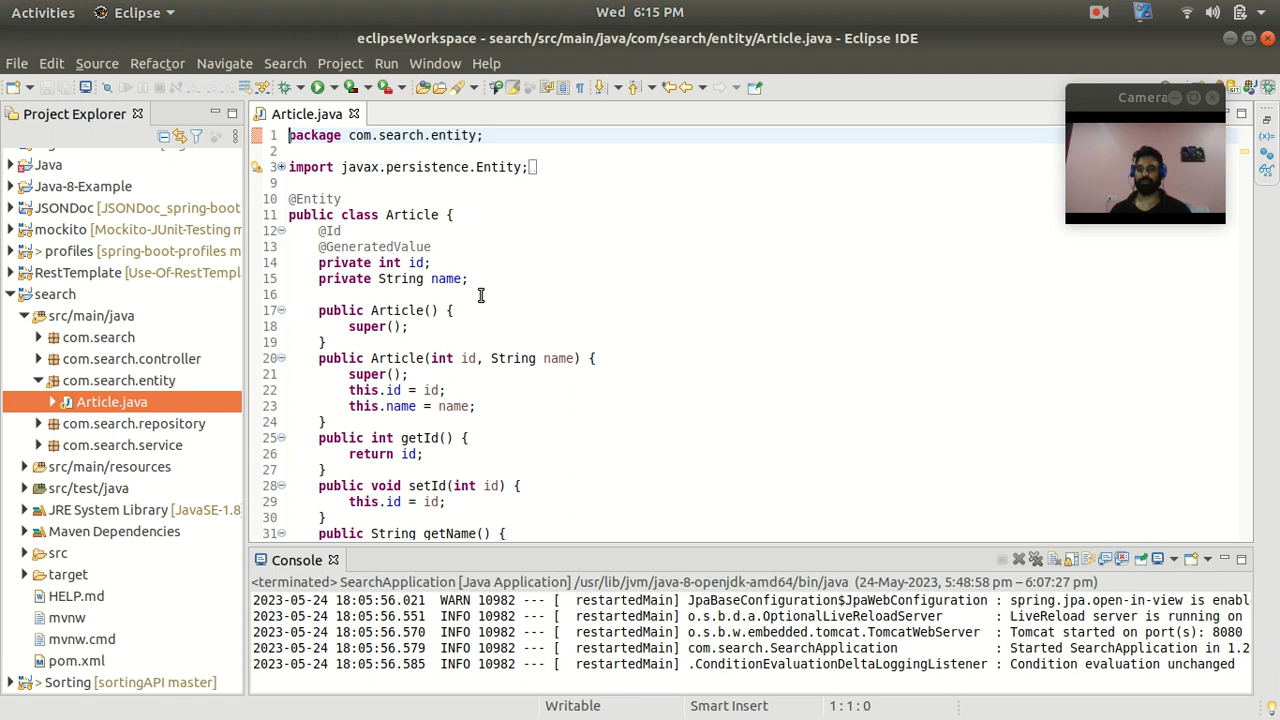 Activities Eclipse Wed 6:15 PM
eclipseWorkspace - search/src/main/java/com/search/entity/Article.java - Eclipse IDE
File Edit Source Refactor Navigate Search Project Run Window Help
Project Explorer
Article.java
Camera
Java
Java-8-Example
JSONDoc [JSONDoc_spring-boot
mockito [Mockito-JUnit-Testing m
> profiles [spring-boot-profiles m
RestTemplate [Use-Of-RestTempl
search
src/main/java
com.search
com.search.controller
com.search.entity
Article.java
com.search.repository
com.search.service
src/main/resources
src/test/java
JRE System Library [JavaSE-1.8]
Maven Dependencies
src
target
HELP.md
mvnw
mvnw.cmd
pom.xml
> Sorting [sortingAPI master]
1 package com.search.entity;
2
3 import javax.persistence.Entity;
9
10 @Entity
11 public class Article {
12 @Id
13 @GeneratedValue
14 private int id;
15 private String name;
16
17 public Article() {
18 super();
19 }
20 public Article(int id, String name) {
21 super();
22 this.id = id;
23 this.name = name;
24 }
25 public int getId() {
26 return id;
27 }
28 public void setId(int id) {
29 this.id = id;
30 }
31 public String getName() {
Console
<terminated> SearchApplication [Java Application] /usr/lib/jvm/java-8-openjdk-amd64/bin/java (24-May-2023, 5:48:58 pm – 6:07:27 pm)
2023-05-24 18:05:56.021 WARN 10982 --- [ restartedMain] JpaBaseConfiguration$JpaWebConfiguration : spring.jpa.open-in-view is enabl
2023-05-24 18:05:56.551 INFO 10982 --- [ restartedMain] o.s.b.d.a.OptionalLiveReloadServer : LiveReload server is running on
2023-05-24 18:05:56.570 INFO 10982 --- [ restartedMain] o.s.b.w.embedded.tomcat.TomcatWebServer : Tomcat started on port(s): 8080
2023-05-24 18:05:56.579 INFO 10982 --- [ restartedMain] com.search.SearchApplication : Started SearchApplication in 1.2
2023-05-24 18:05:56.585 INFO 10982 --- [ restartedMain] .ConditionEvaluationDeltaLoggingListener : Condition evaluation unchanged
Writable Smart Insert 1:1:0